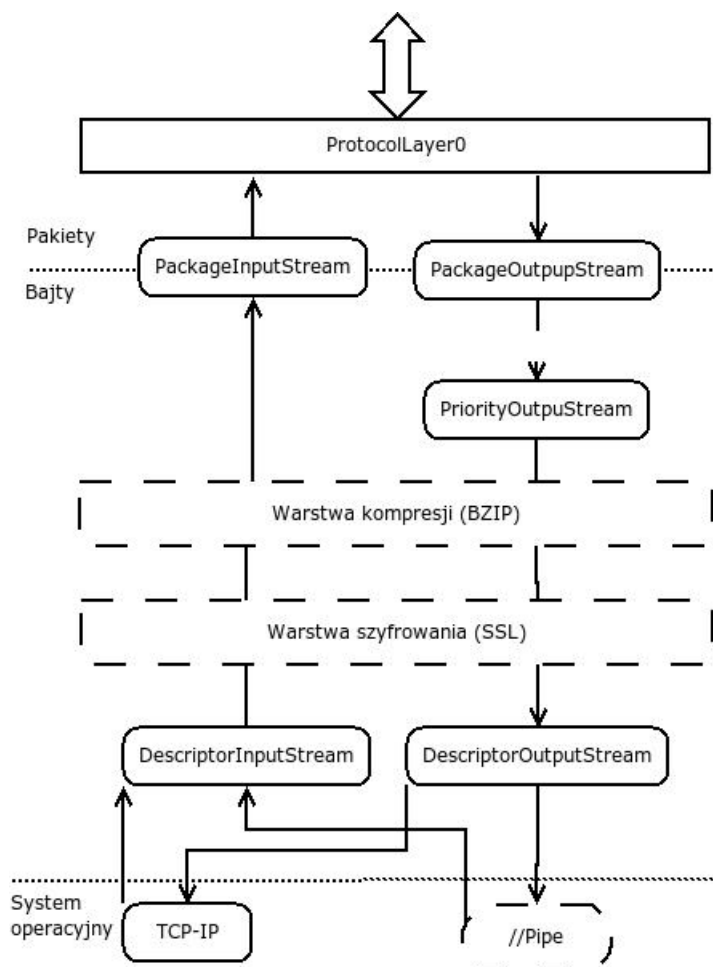 ProtocolLayer0
Pakiety
PackageInputStream
PackageOutpupStream
Bajty
PriorityOutpuStream
Warstwa kompresji (BZIP)
Warstwa szyfrowania (SSL)
DescriptorInputStream
DescriptorOutputStream
System
operacyjny
TCP-IP
//Pipe